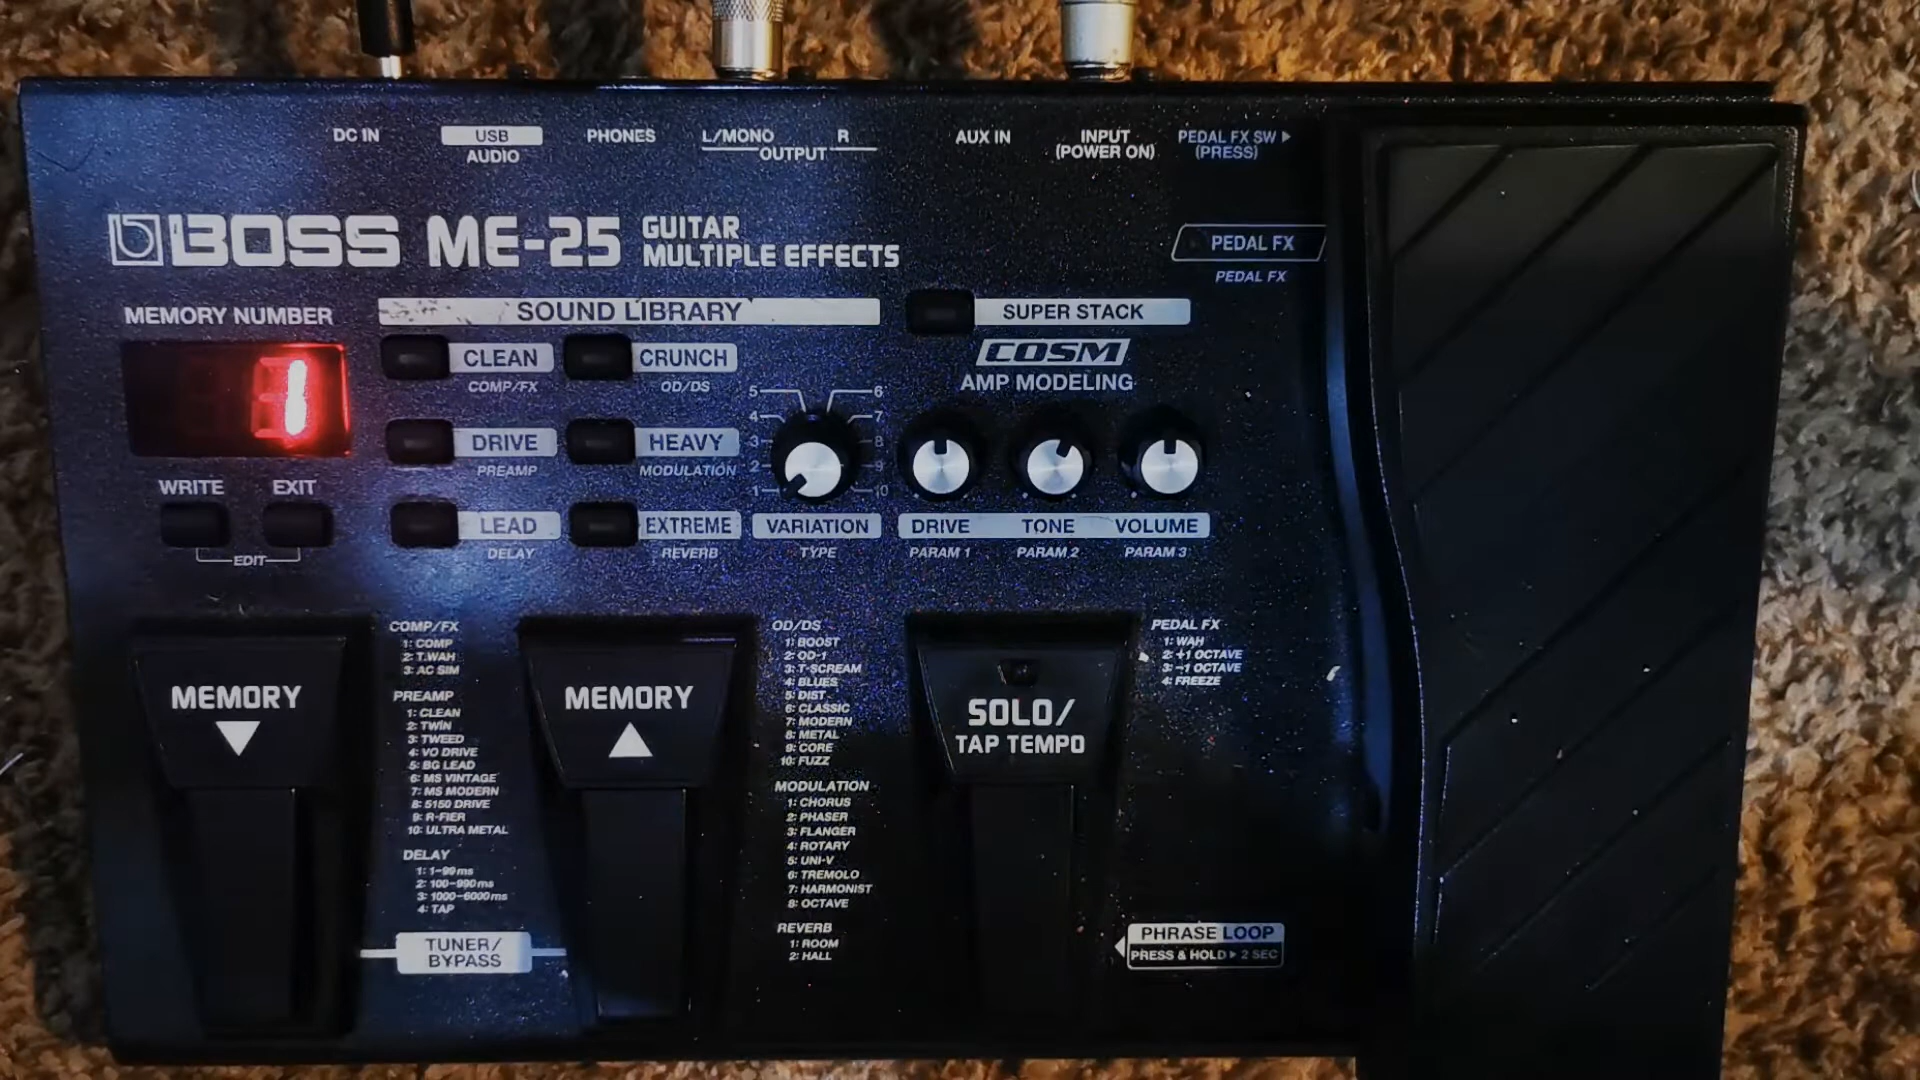 DC IN
USB
AUDIO
PHONES
L/MONO R
OUTPUT
AUX IN
INPUT
(POWER ON)
PEDAL FX SW ▶
(PRESS)
BOSS ME-25 GUITAR
MULTIPLE EFFECTS
PEDAL FX
PEDAL FX
MEMORY NUMBER
1
WRITE EXIT
EDIT
SOUND LIBRARY
CLEAN
COMP/FX
CRUNCH
OD/DS
DRIVE
PREAMP
HEAVY
MODULATION
LEAD
DELAY
EXTREME
REVERB
5 6
4 7
3 8
2 9
1 10
VARIATION
TYPE
SUPER STACK
COSM
AMP MODELING
DRIVE TONE VOLUME
PARAM 1 PARAM 2 PARAM 3
MEMORY
▼
COMP/FX
1: COMP
2: T.WAH
3: AC SIM
PREAMP
1: CLEAN
2: TWIN
3: TWEED
4: VO DRIVE
5: BG LEAD
6: MS VINTAGE
7: MS MODERN
8: 5150 DRIVE
9: R-FIER
10: ULTRA METAL
DELAY
1: 1-99ms
2: 100-990ms
3: 1000-6000ms
4: TAP
TUNER/
BYPASS
MEMORY
▲
OD/DS
1: BOOST
2: OD-1
3: T-SCREAM
4: BLUES
5: DIST
6: CLASSIC
7: MODERN
8: METAL
9: CORE
10: FUZZ
MODULATION
1: CHORUS
2: PHASER
3: FLANGER
4: ROTARY
5: UNI-V
6: TREMOLO
7: HARMONIST
8: OCTAVE
REVERB
1: ROOM
2: HALL
SOLO/
TAP TEMPO
PEDAL FX
1: WAH
2: +1 OCTAVE
3: -1 OCTAVE
4: FREEZE
PHRASE LOOP
PRESS & HOLD ▶ 2 SEC